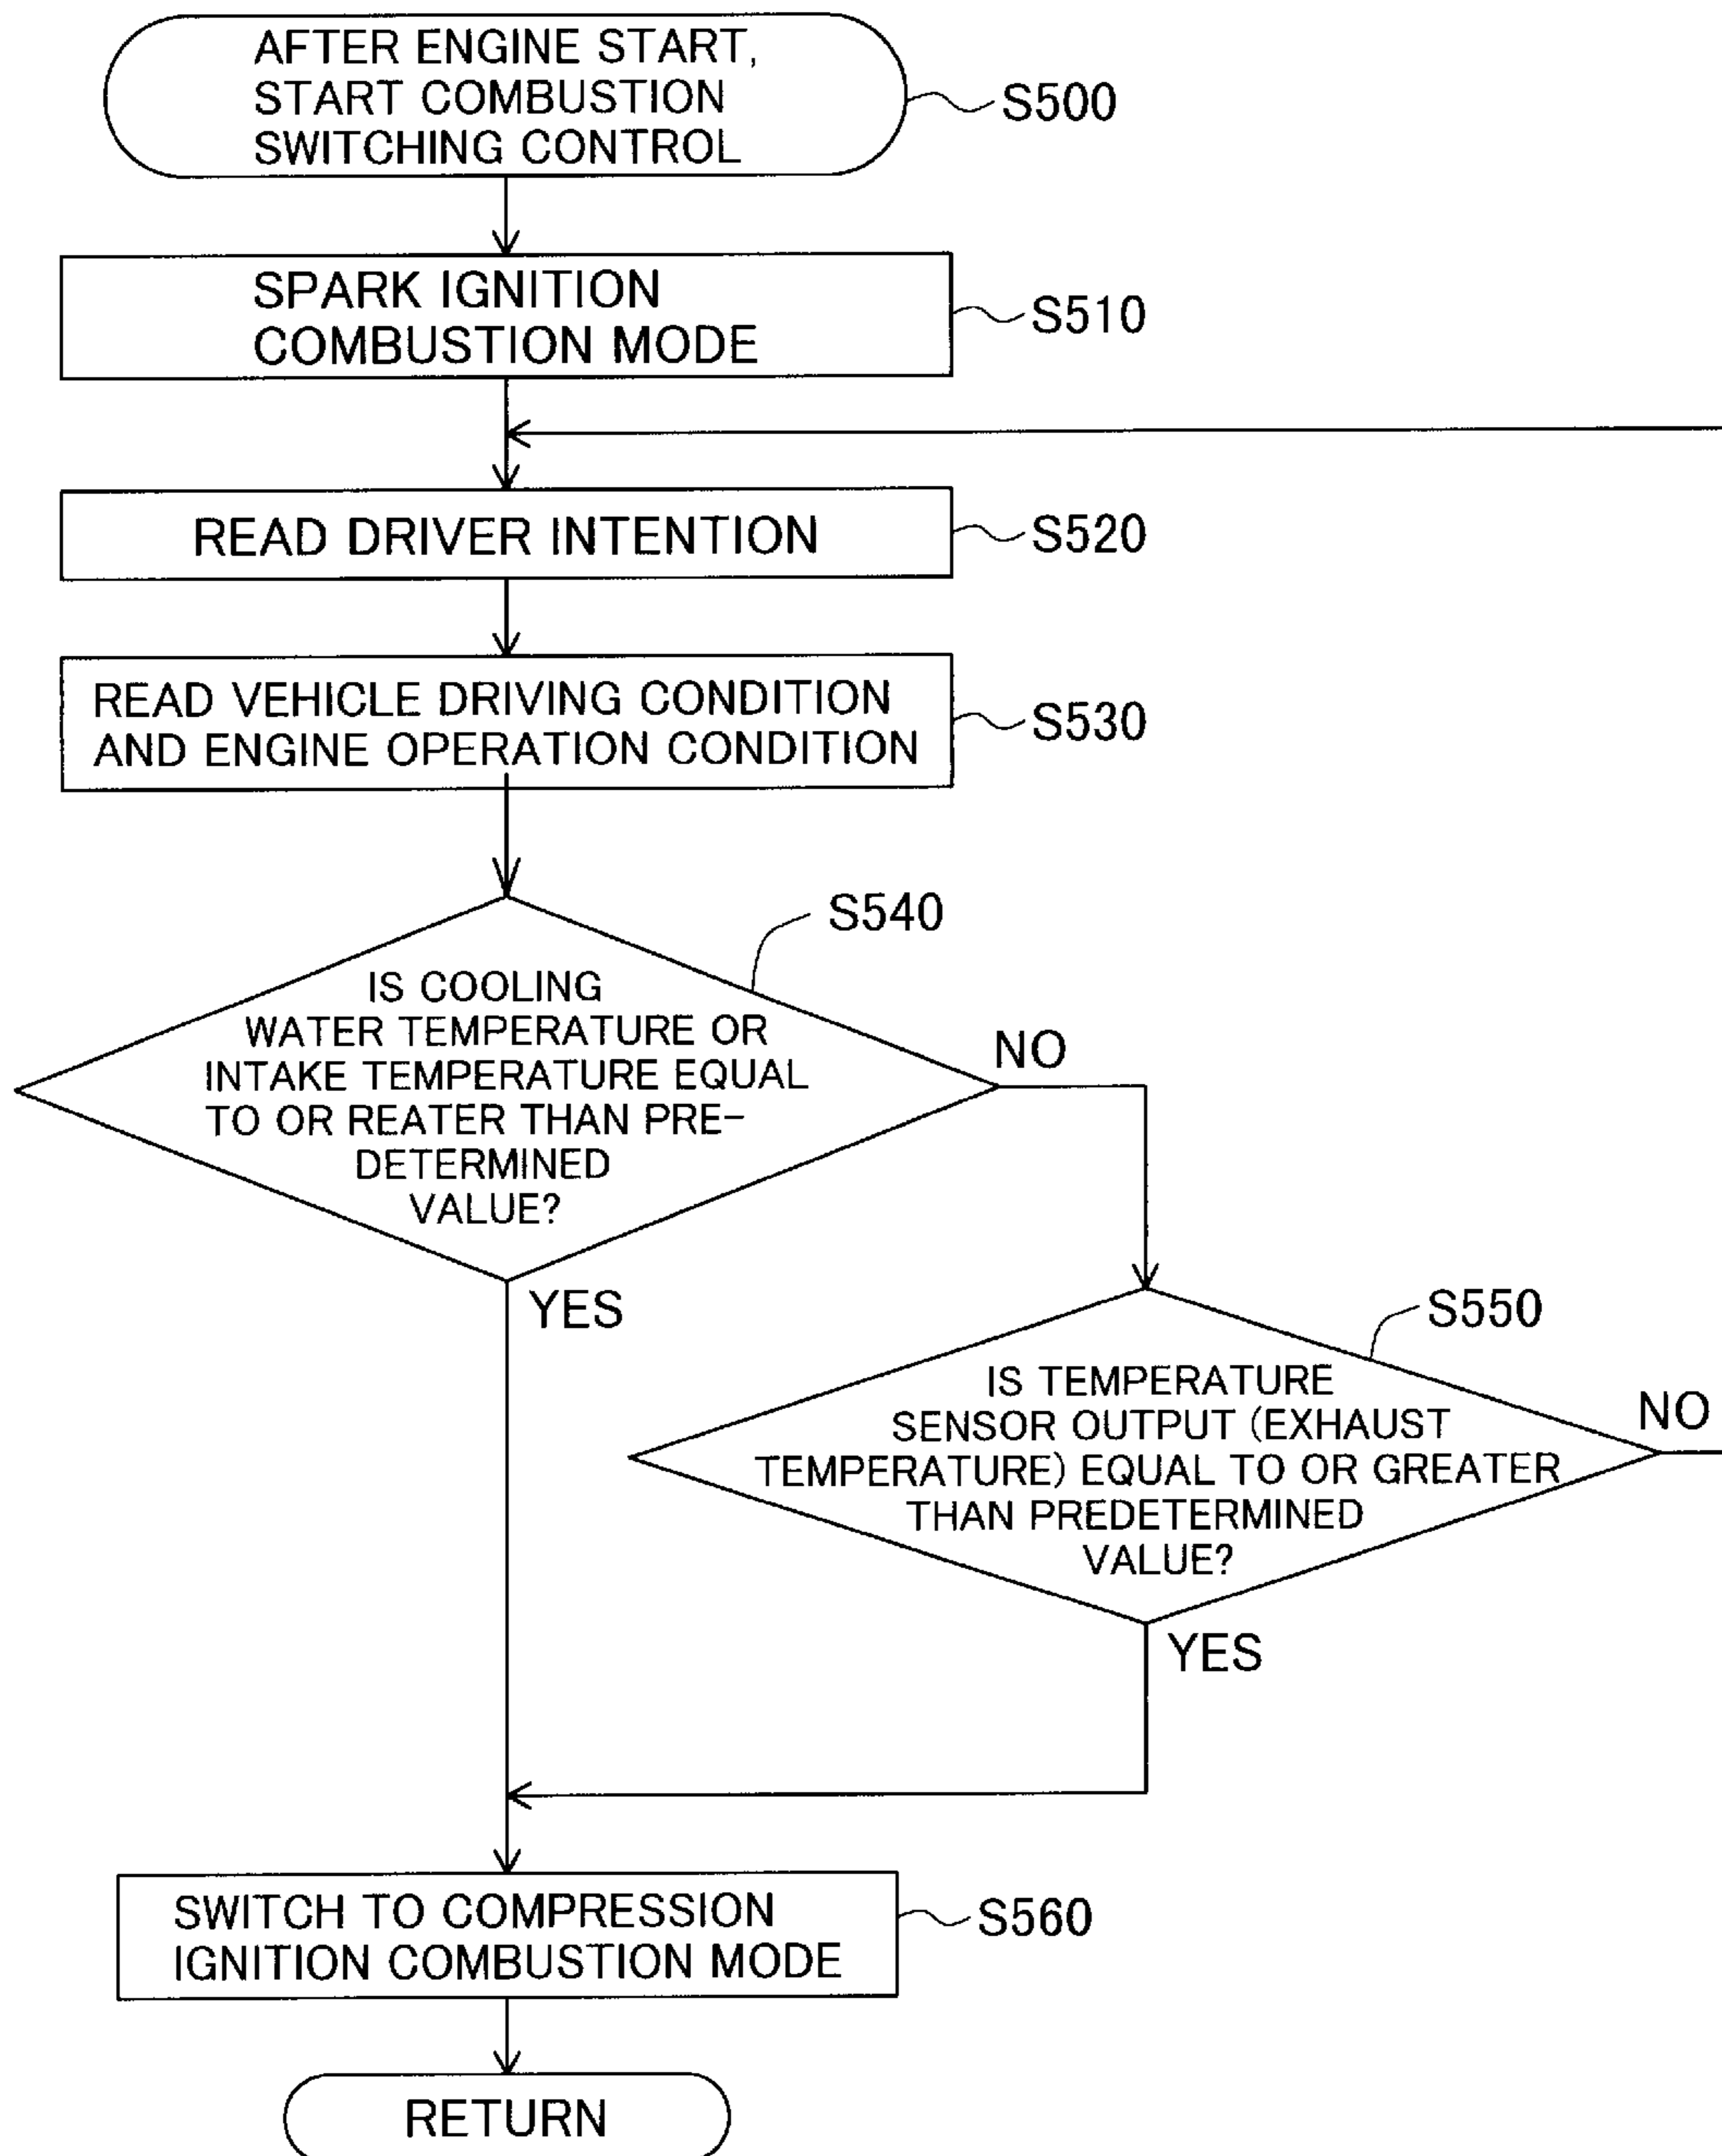 AFTER ENGINE START,
START COMBUSTION
SWITCHING CONTROL
S500
SPARK IGNITION
COMBUSTION MODE
S510
READ DRIVER INTENTION
S520
READ VEHICLE DRIVING CONDITION
AND ENGINE OPERATION CONDITION
S530
S540
IS COOLING
WATER TEMPERATURE OR
INTAKE TEMPERATURE EQUAL
TO OR REATER THAN PRE-
DETERMINED
VALUE?
NO
YES
S550
IS TEMPERATURE
SENSOR OUTPUT (EXHAUST
TEMPERATURE) EQUAL TO OR GREATER
THAN PREDETERMINED
VALUE?
NO
YES
SWITCH TO COMPRESSION
IGNITION COMBUSTION MODE
S560
RETURN